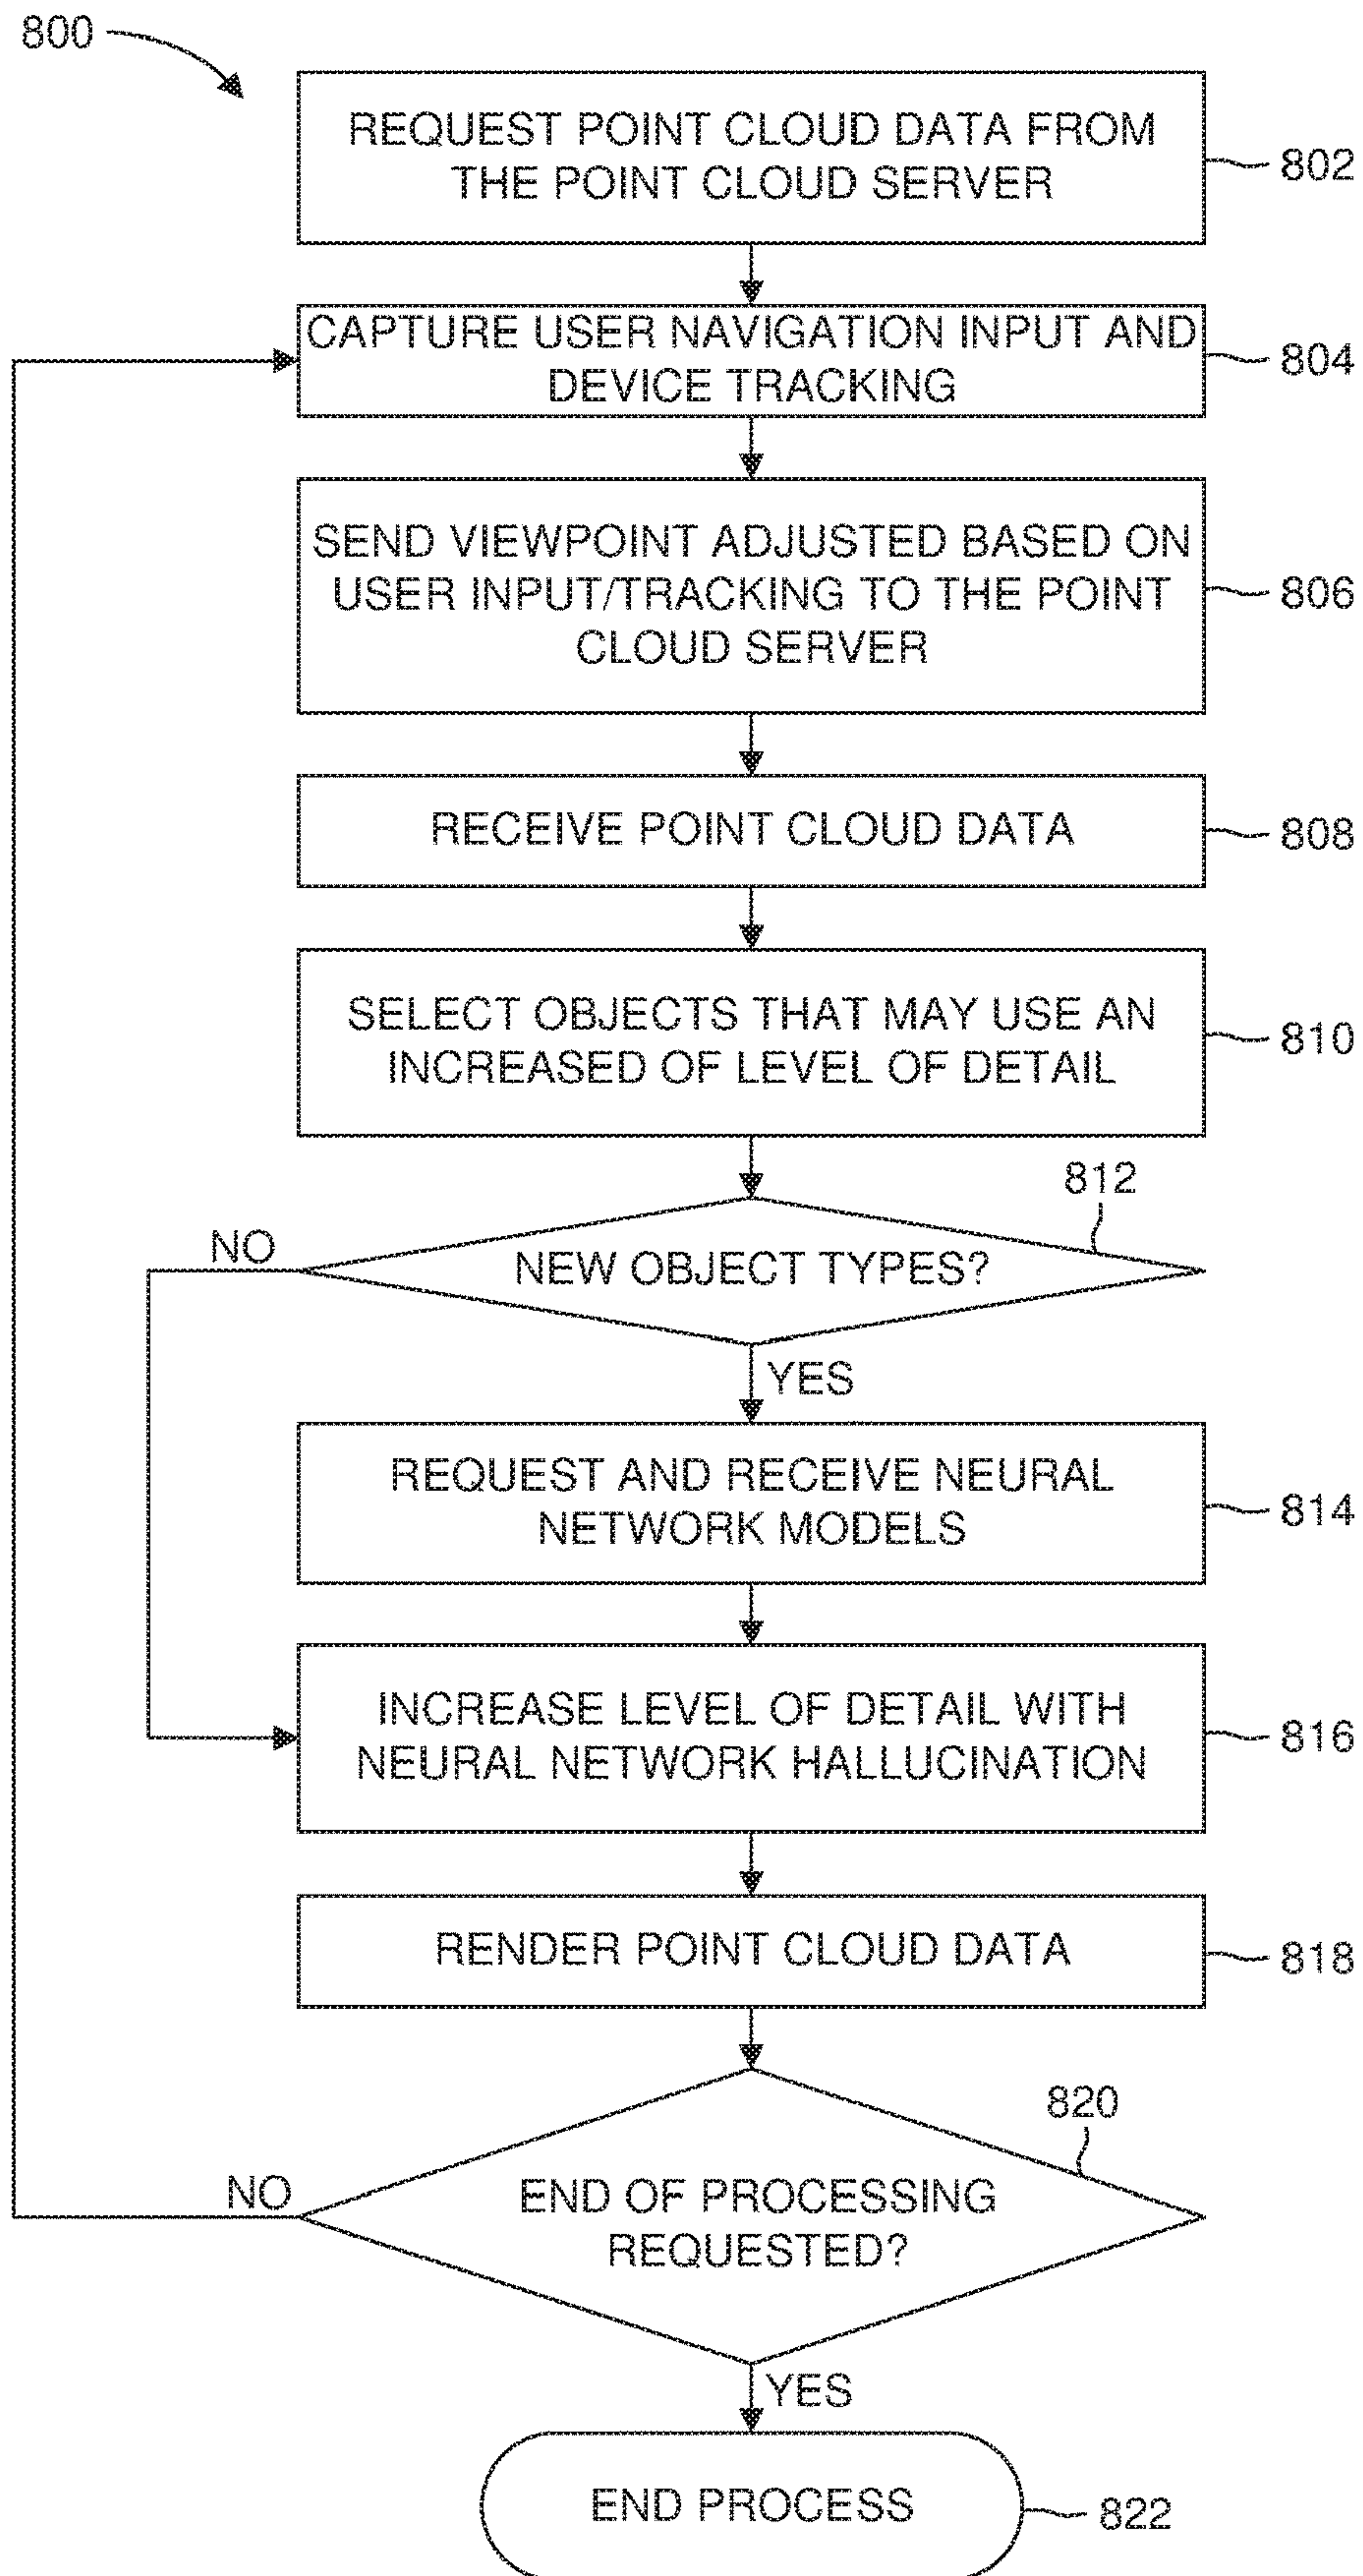 800
REQUEST POINT CLOUD DATA FROM
THE POINT CLOUD SERVER
802
CAPTURE USER NAVIGATION INPUT AND
DEVICE TRACKING
804
SEND VIEWPOINT ADJUSTED BASED ON
USER INPUT/TRACKING TO THE POINT
CLOUD SERVER
806
RECEIVE POINT CLOUD DATA
808
SELECT OBJECTS THAT MAY USE AN
INCREASED OF LEVEL OF DETAIL
810
812
NO
NEW OBJECT TYPES?
YES
REQUEST AND RECEIVE NEURAL
NETWORK MODELS
814
INCREASE LEVEL OF DETAIL WITH
NEURAL NETWORK HALLUCINATION
816
RENDER POINT CLOUD DATA
818
820
NO
END OF PROCESSING
REQUESTED?
YES
END PROCESS
822